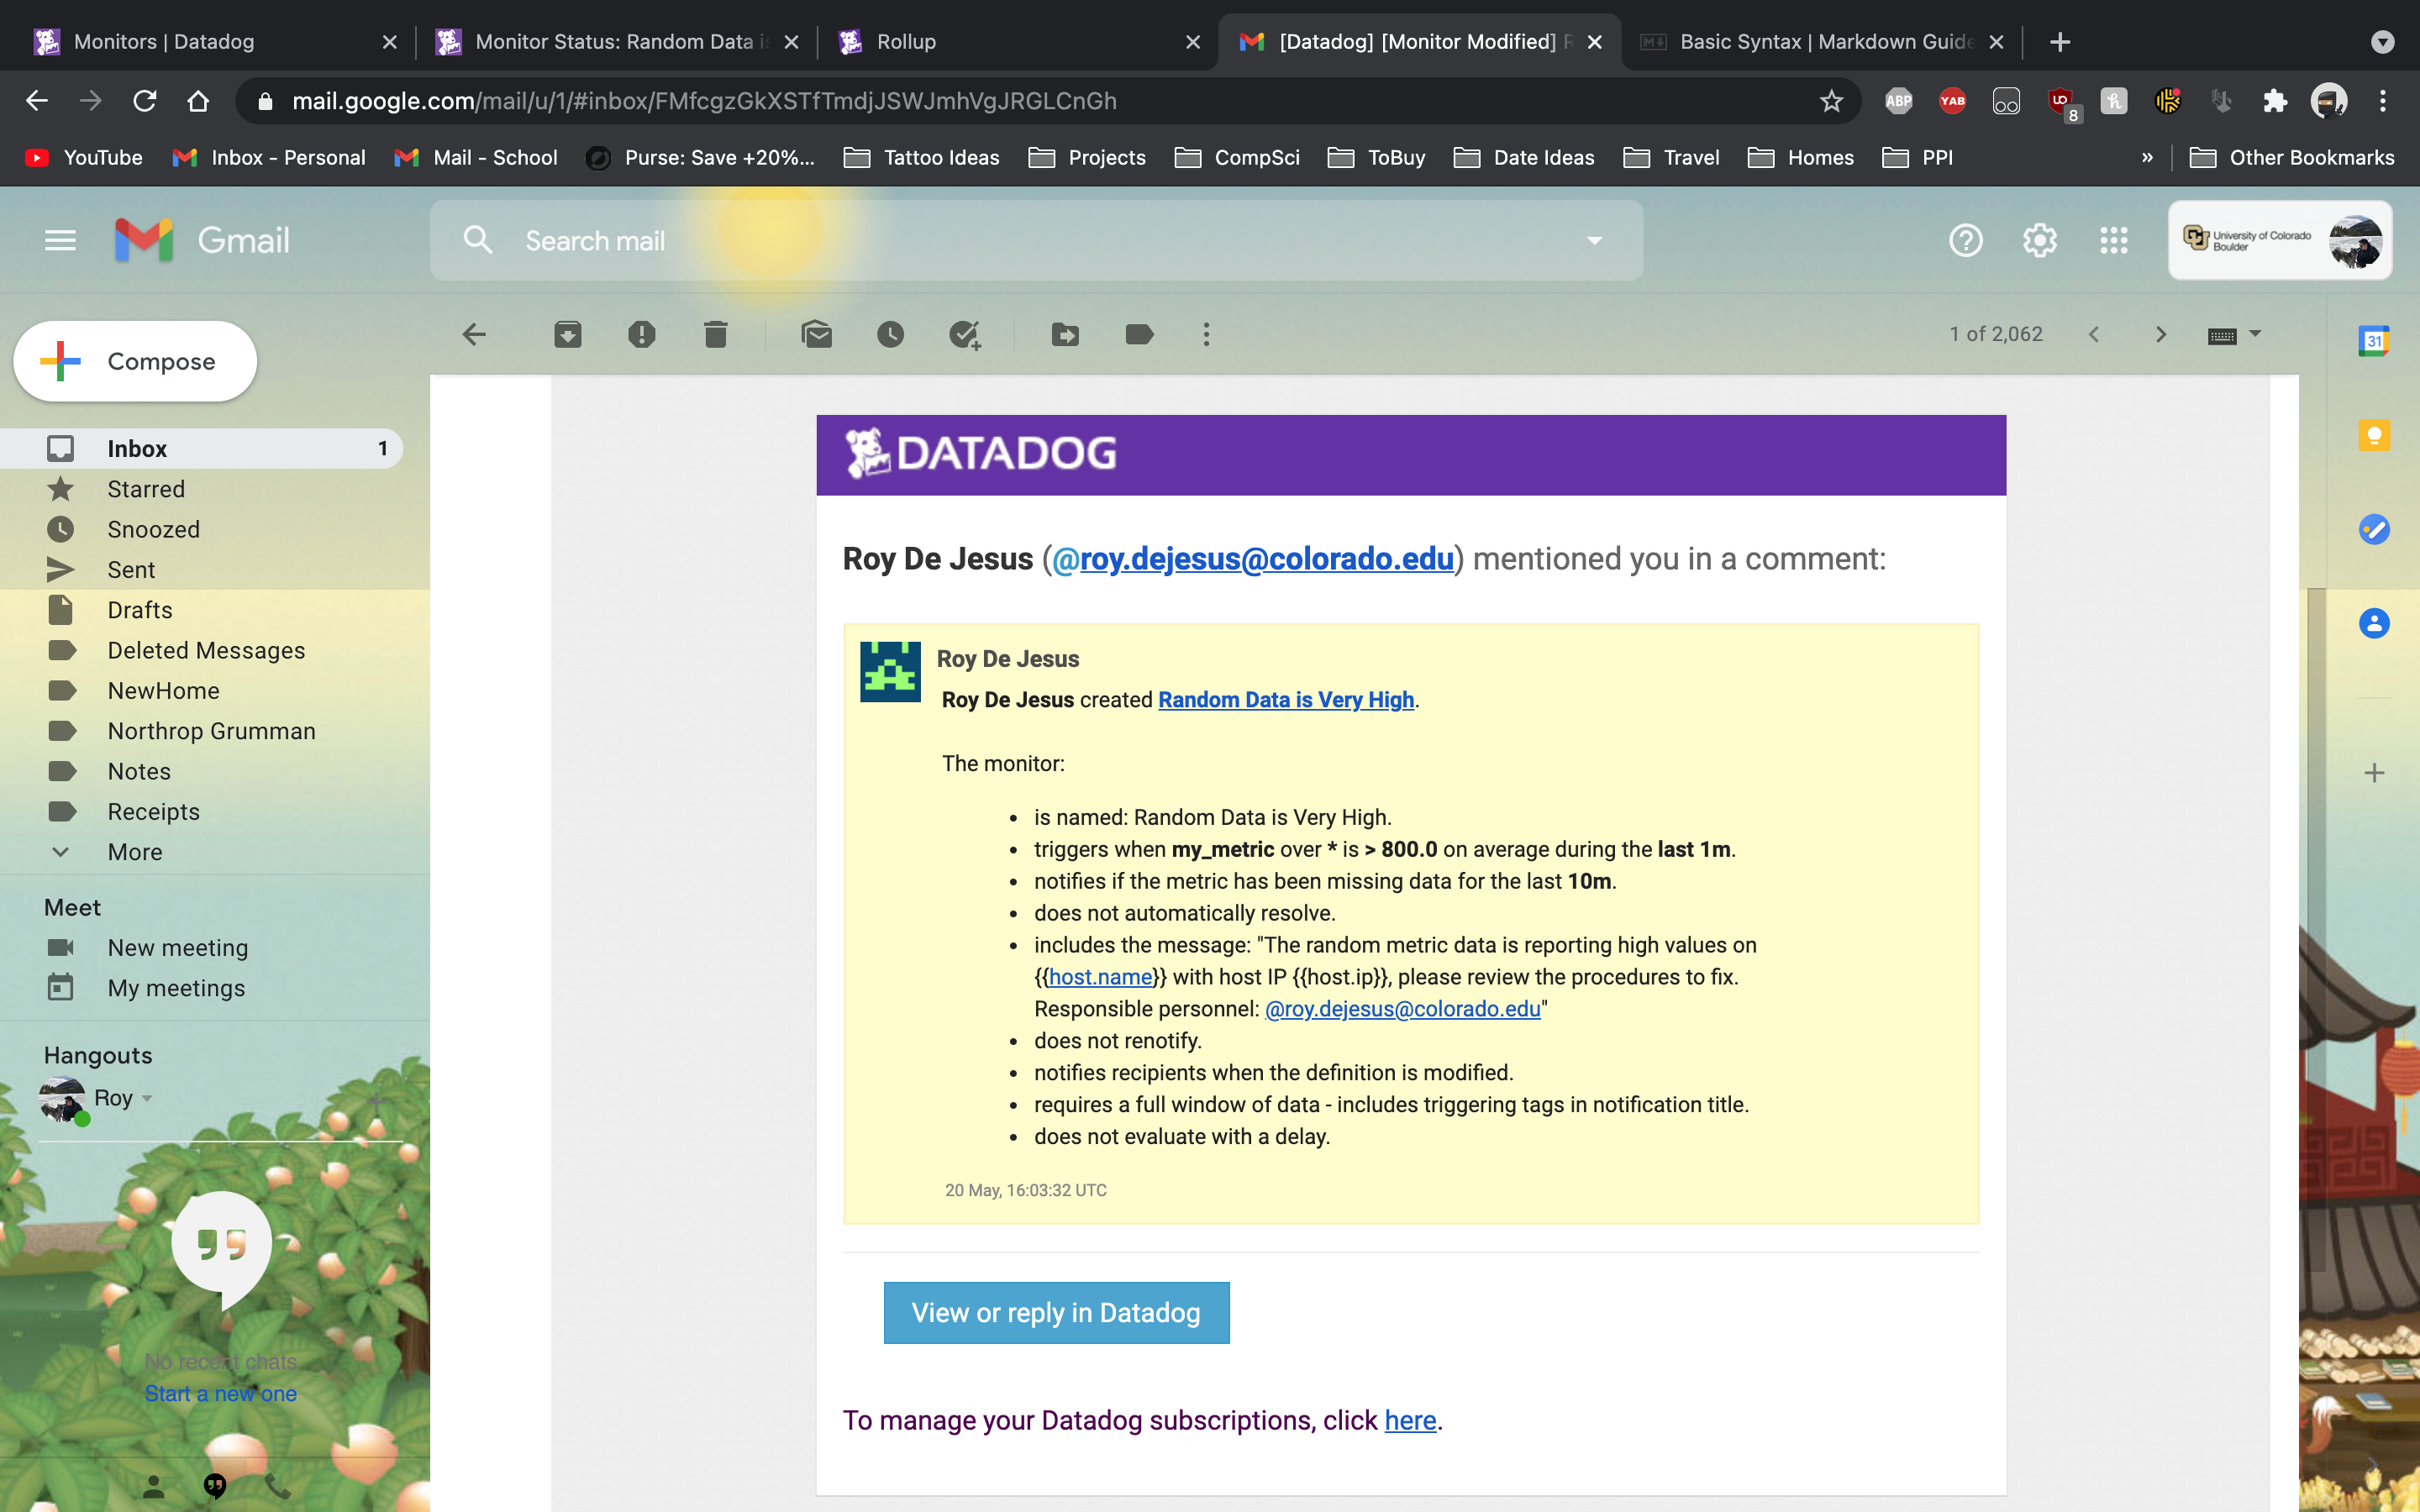 Monitors | Datadog
Monitor Status: Random Data is
Rollup
[Datadog] [Monitor Modified] R
Basic Syntax | Markdown Guide
mail.google.com/mail/u/1/#inbox/FMfcgzGkXSTfTmdjJSWJmhVgJRGLCnGh
ABP
YAB
8
YouTube
Inbox - Personal
Mail - School
Purse: Save +20%...
Tattoo Ideas
Projects
CompSci
ToBuy
Date Ideas
Travel
Homes
PPI
»
Other Bookmarks
Gmail
Search mail
University of Colorado
Boulder
Compose
1 of 2,062
31
Inbox 1
Starred
Snoozed
Sent
Drafts
Deleted Messages
NewHome
Northrop Grumman
Notes
Receipts
More
Meet
New meeting
My meetings
Hangouts
Roy
No recent chats
Start a new one
DATADOG
Roy De Jesus (@roy.dejesus@colorado.edu) mentioned you in a comment:
Roy De Jesus
Roy De Jesus created Random Data is Very High.
The monitor:
• is named: Random Data is Very High.
• triggers when my_metric over * is > 800.0 on average during the last 1m.
• notifies if the metric has been missing data for the last 10m.
• does not automatically resolve.
• includes the message: "The random metric data is reporting high values on
{{host.name}} with host IP {{host.ip}}, please review the procedures to fix.
Responsible personnel: @roy.dejesus@colorado.edu"
• does not renotify.
• notifies recipients when the definition is modified.
• requires a full window of data - includes triggering tags in notification title.
• does not evaluate with a delay.
20 May, 16:03:32 UTC
View or reply in Datadog
To manage your Datadog subscriptions, click here.